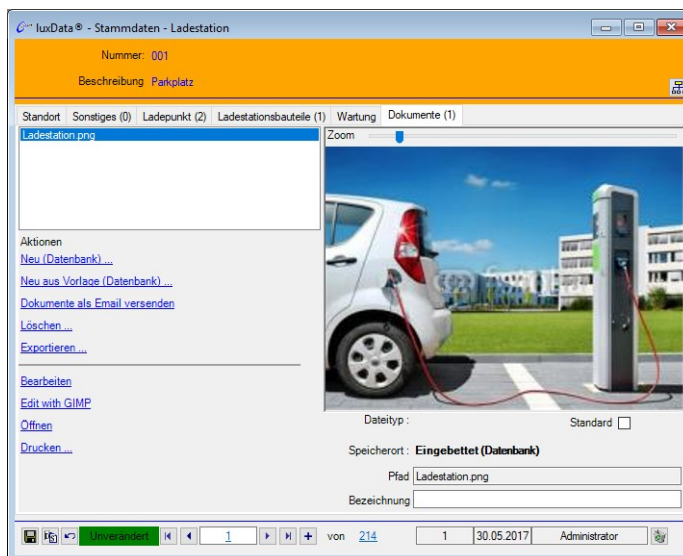 luxData® - Stammdaten - Ladestation
Nummer: 001
Beschreibung Parkplatz
Standort Sonstiges (0) Ladepunkt (2) Ladestationsbauteile (1) Wartung Dokumente (1)
Ladestation.png
Zoom
Aktionen
Neu (Datenbank) ...
Neu aus Vorlage (Datenbank) ...
Dokumente als Email versenden
Löschen ...
Exportieren ...
Bearbeiten
Edit with GIMP
Öffnen
Drucken ...
Dateityp :
Standard
Speicherort : Eingebettet (Datenbank)
Pfad Ladestation.png
Bezeichnung
Unverändert 1 von 214 1 30.05.2017 Administrator